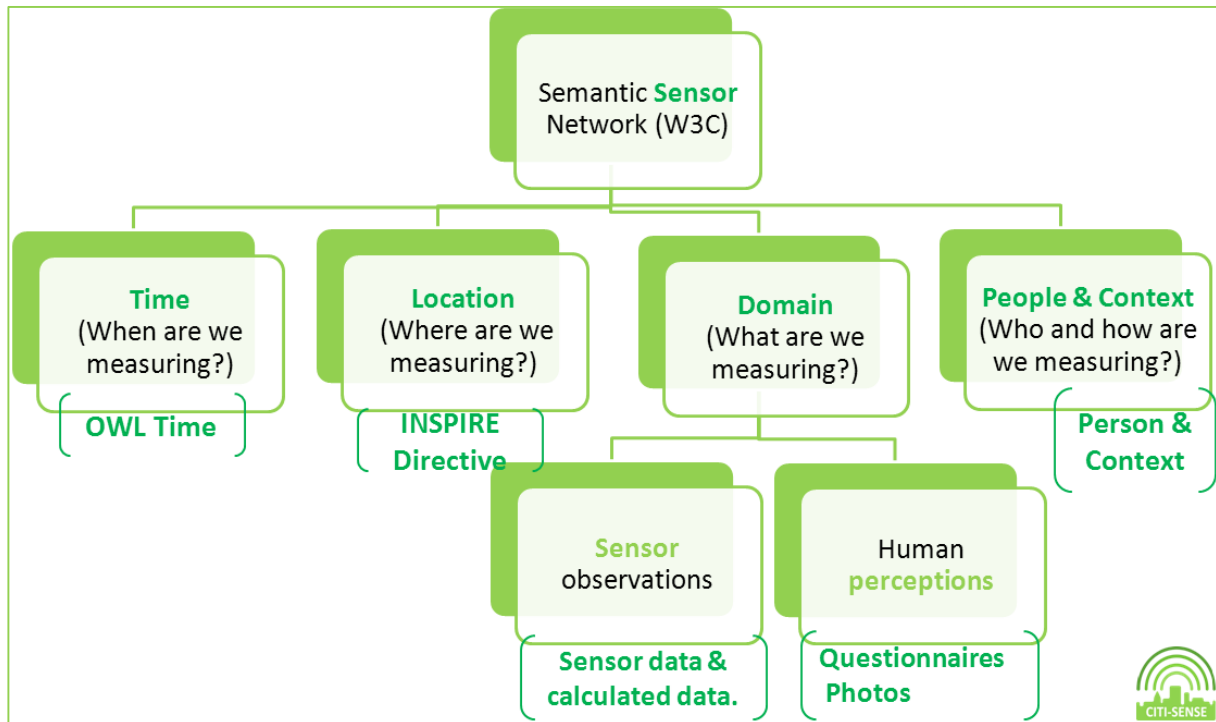 Semantic Sensor
Network (W3C)
Time
(When are we
measuring?)
OWL Time
Location
(Where are we
measuring?)
INSPIRE
Directive
Domain
(What are we
measuring?)
People & Context
(Who and how are
we measuring?)
Person &
Context
Sensor
observations
Sensor data &
calculated data.
Human
perceptions
Questionnaires
Photos
CITI-SENSE